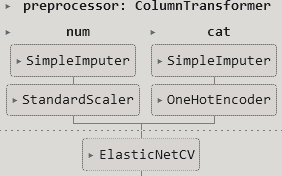 ▸ preprocessor: ColumnTransformer
▸ num ▸ cat
▸ SimpleImputer ▸ SimpleImputer
▸ StandardScaler ▸ OneHotEncoder
▸ ElasticNetCV